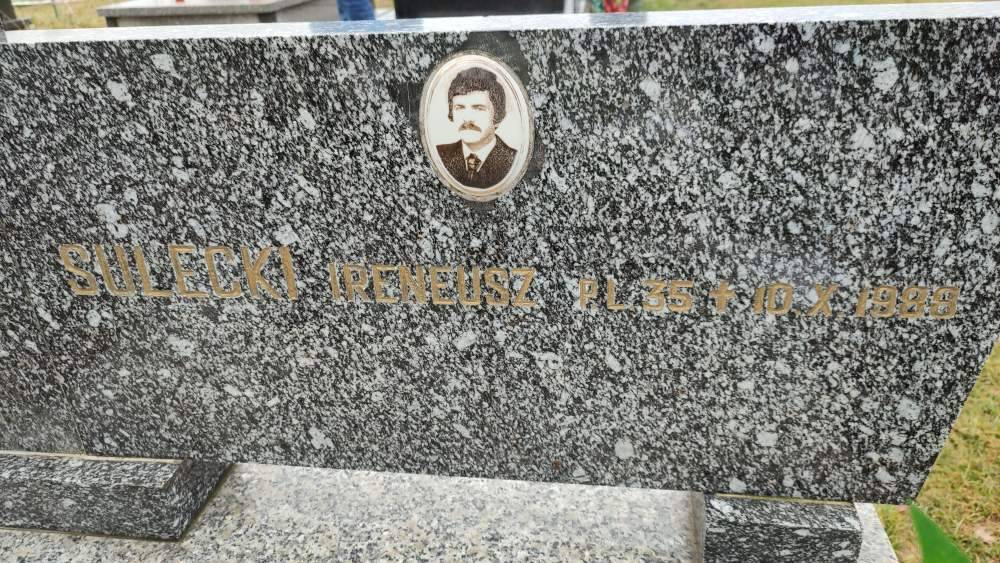 SULECKI IRENEUSZ P.L.35 ✝ 10.X.1988